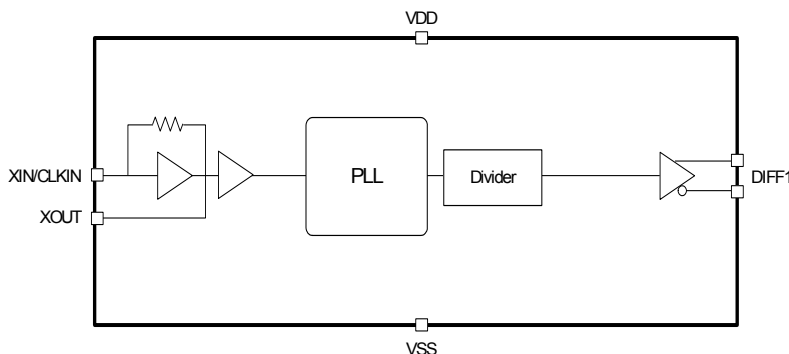 VDD
XIN/CLKIN
XOUT
PLL
Divider
DIFF1
VSS